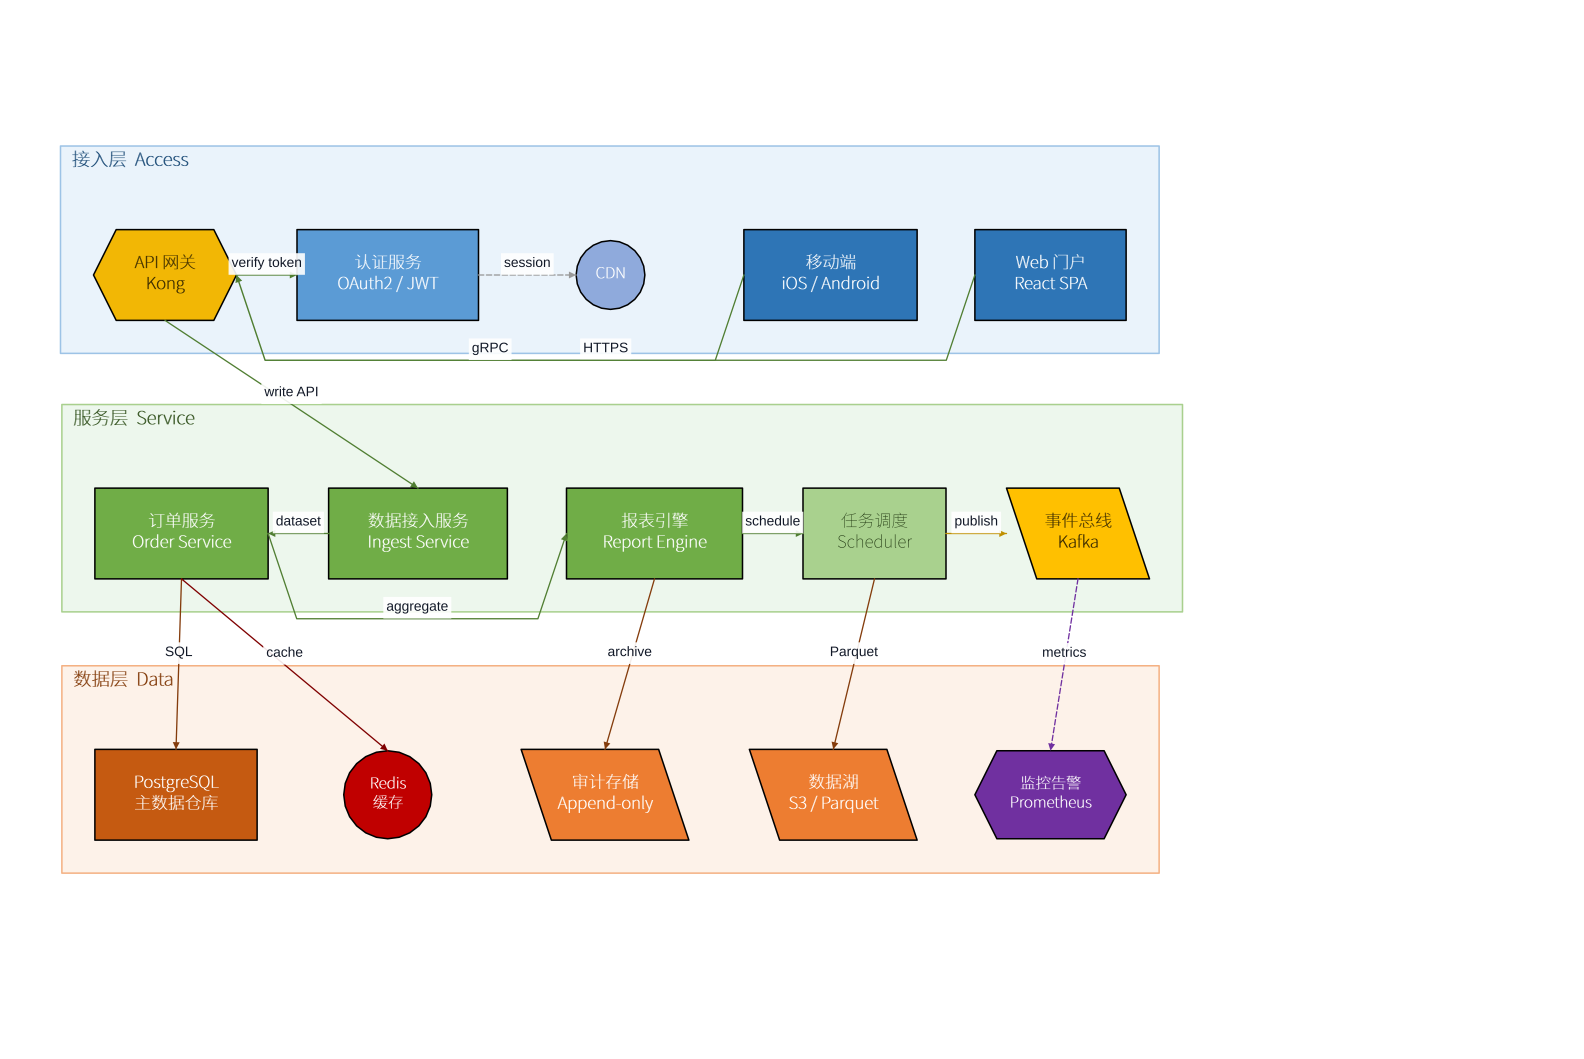 接入层 Access
API 网关
Kong
verify token
认证服务
OAuth2 / JWT
session
CDN
移动端
iOS / Android
Web 门户
React SPA
gRPC
HTTPS
write API
服务层 Service
订单服务
Order Service
dataset
数据接入服务
Ingest Service
报表引擎
Report Engine
schedule
任务调度
Scheduler
publish
事件总线
Kafka
aggregate
SQL
cache
archive
Parquet
metrics
数据层 Data
PostgreSQL
主数据仓库
Redis
缓存
审计存储
Append-only
数据湖
S3 / Parquet
监控告警
Prometheus